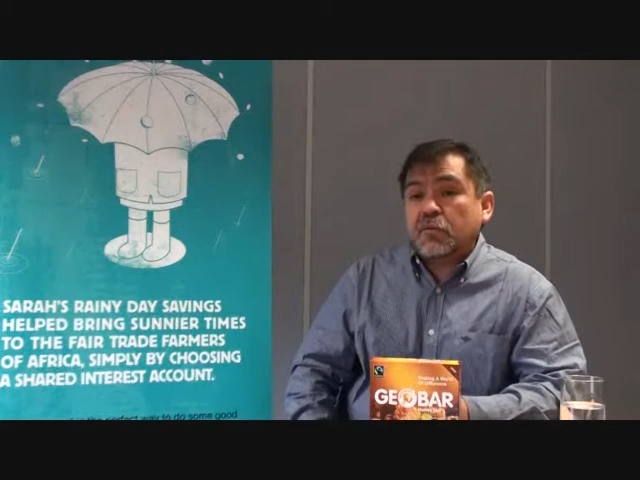 SARAH'S RAINY DAY SAVINGS
HELPED BRING SUNNIER TIMES
TO THE FAIR TRADE FARMERS
OF AFRICA, SIMPLY BY CHOOSING
A SHARED INTEREST ACCOUNT.
the perfect way to do some good
GEOBAR